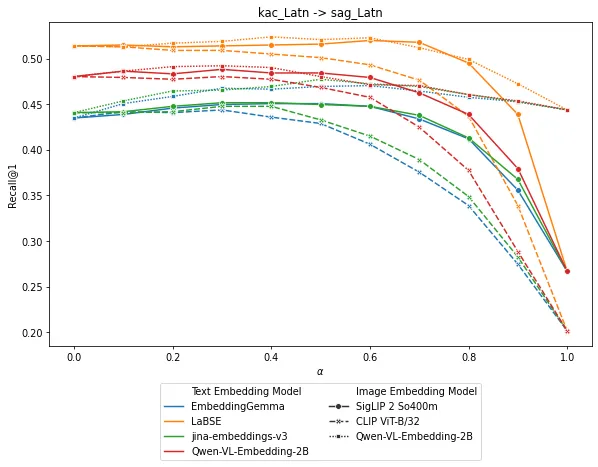 kac_Latn -> sag_Latn
Recall@1
0.50
0.45
0.40
0.35
0.30
0.25
0.20
0.0
0.2
0.4
0.6
0.8
1.0
α
Text Embedding Model
EmbeddingGemma
LaBSE
jina-embeddings-v3
Qwen-VL-Embedding-2B
Image Embedding Model
SigLIP 2 So400m
CLIP ViT-B/32
Qwen-VL-Embedding-2B